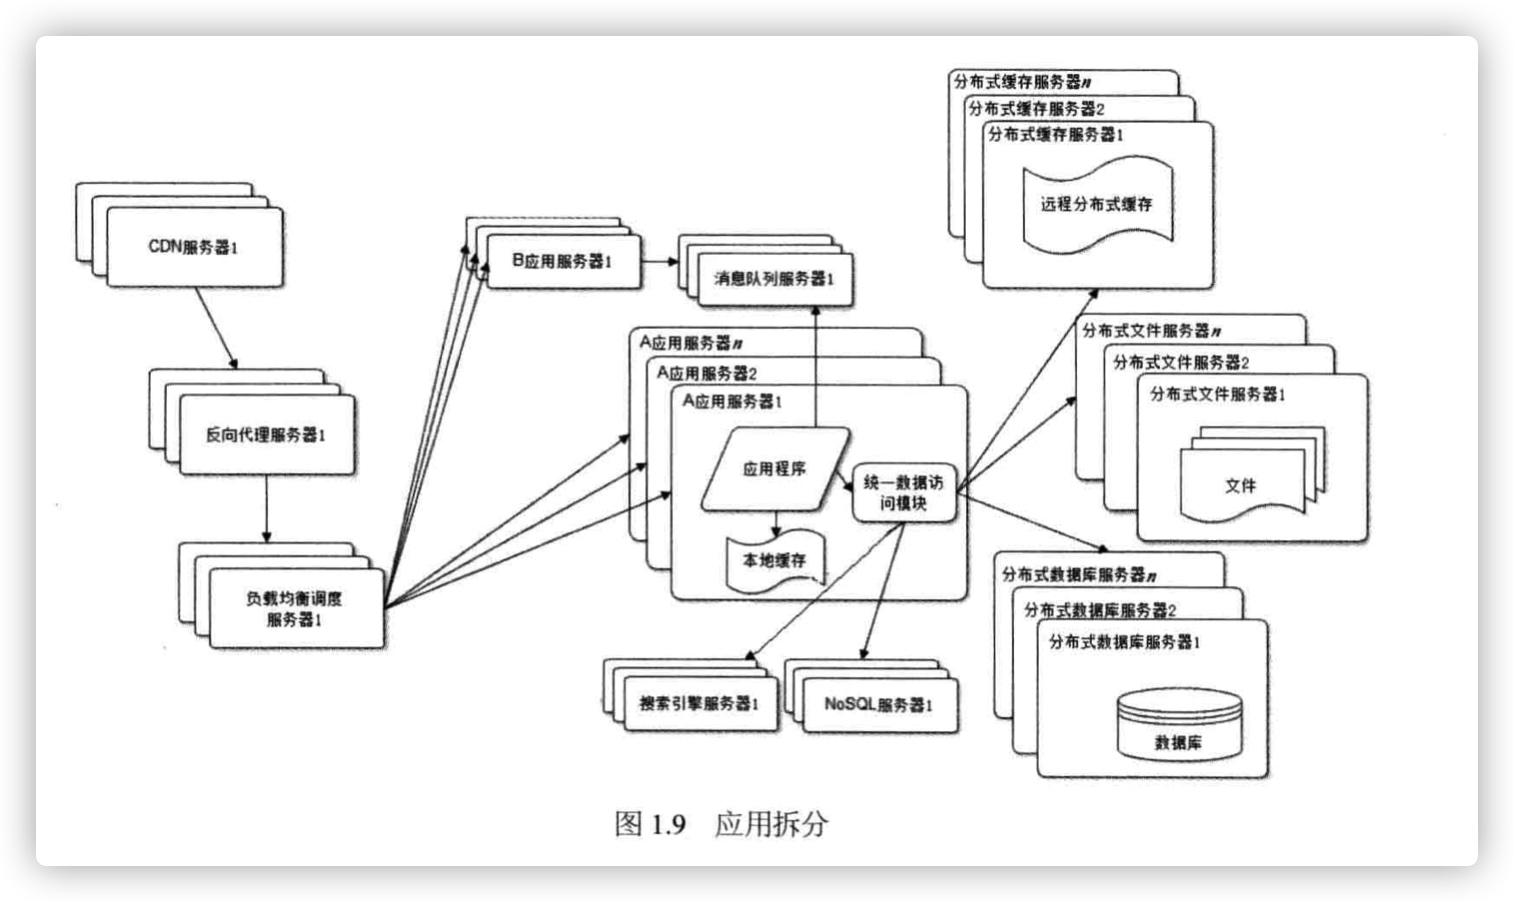 分布式缓存服务器n
分布式缓存服务器2
分布式缓存服务器1
远程分布式缓存
CDN服务器1
B应用服务器1
消息队列服务器1
反向代理服务器1
负载均衡调度
服务器1
A应用服务器n
A应用服务器2
A应用服务器1
应用程序
统一数据访
问模块
本地缓存
分布式文件服务器n
分布式文件服务器2
分布式文件服务器1
文件
分布式数据库服务器n
分布式数据库服务器2
分布式数据库服务器1
数据库
搜索引擎服务器1
NoSQL服务器1
图 1.9 应用拆分